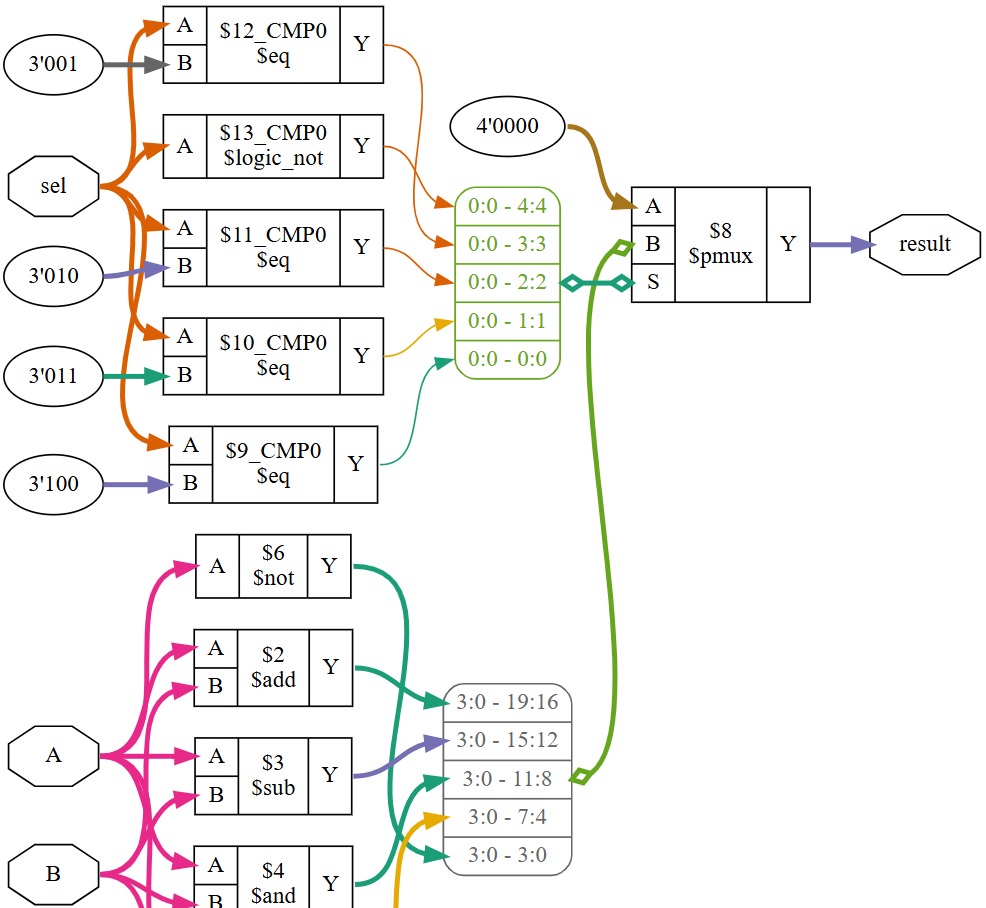 3'001
A
B
$12_CMP0
$eq
Y
A
$13_CMP0
$logic_not
Y
sel
A
B
$11_CMP0
$eq
Y
3'010
A
B
$10_CMP0
$eq
Y
3'011
A
B
$9_CMP0
$eq
Y
3'100
4'0000
0:0 - 4:4
0:0 - 3:3
0:0 - 2:2
0:0 - 1:1
0:0 - 0:0
A
B
S
$8
$pmux
Y
result
A
$6
$not
Y
A
B
$2
$add
Y
A
A
B
$3
$sub
Y
B
A
B
$4
$and
Y
3:0 - 19:16
3:0 - 15:12
3:0 - 11:8
3:0 - 7:4
3:0 - 3:0